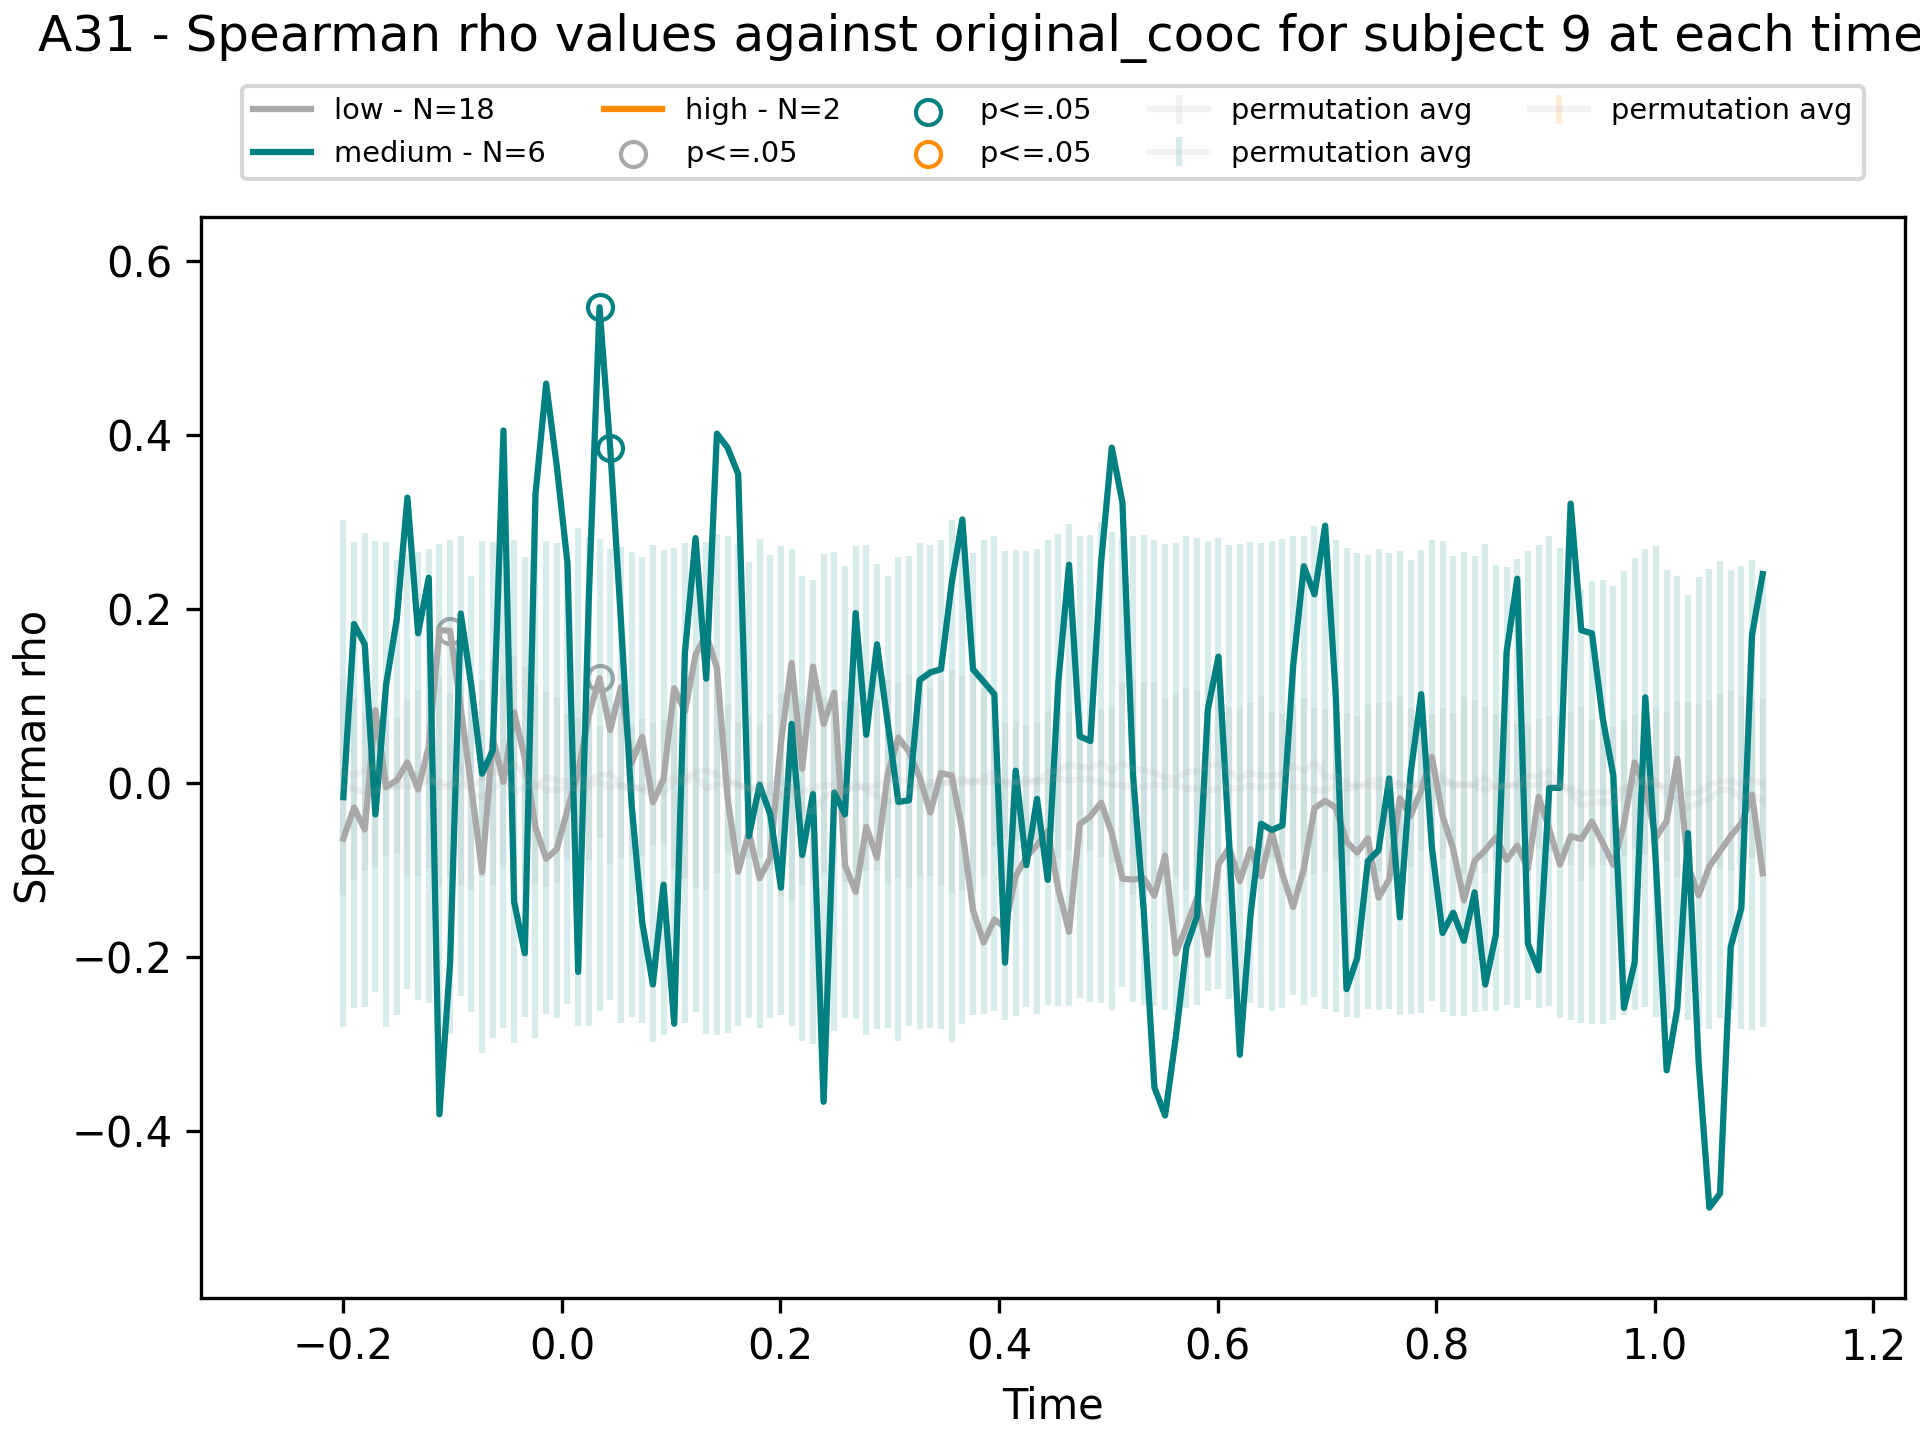 A31 - Spearman rho values against original_cooc for subject 9 at each time
low - N=18
high - N=2
p<=.05
permutation avg
permutation avg
medium - N=6
p<=.05
p<=.05
permutation avg
0.6
0.4
0.2
0.0
−0.2
−0.4
Spearman rho
−0.2
0.0
0.2
0.4
0.6
0.8
1.0
1.2
Time